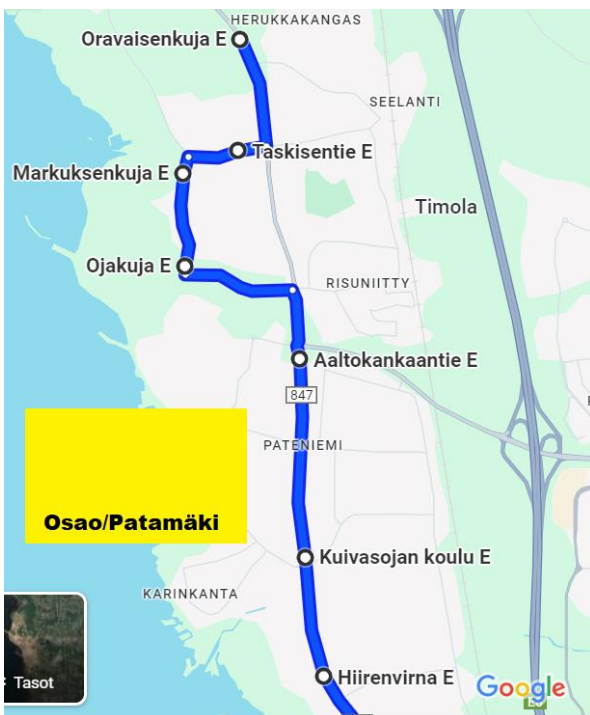 HERUKKAKANGAS
Oravaisenkuja E
SEELANTI
Taskisentie E
Markuksenkuja E
Timola
Ojakuja E
RISUNIITTY
Aaltokankaantie E
847
PATENIEMI
Osao/Patamäki
Kuivasojan koulu E
KARINKANTA
Hiirenvirna E
Tasot
Google